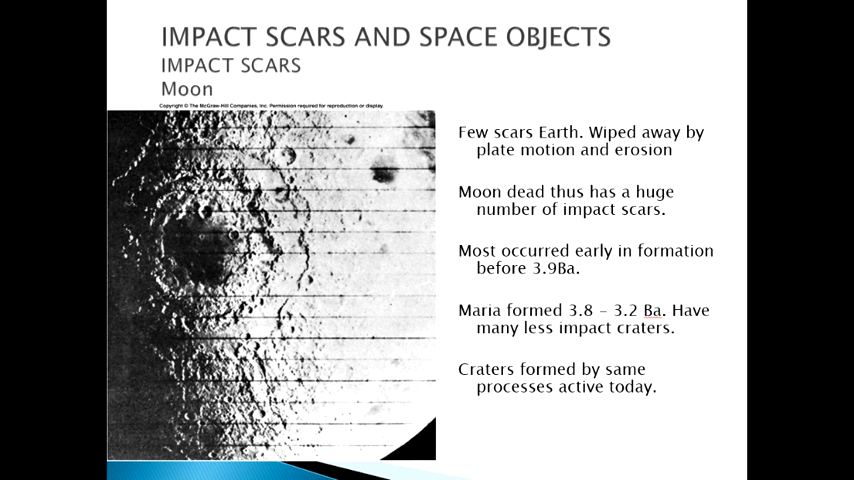 IMPACT SCARS AND SPACE OBJECTS
IMPACT SCARS
Moon
Copyright © The McGraw-Hill Companies, Inc. Permission required for reproduction or display.
Few scars Earth. Wiped away by
plate motion and erosion
Moon dead thus has a huge
number of impact scars.
Most occurred early in formation
before 3.9Ba.
Maria formed 3.8 – 3.2 Ba. Have
many less impact craters.
Craters formed by same
processes active today.